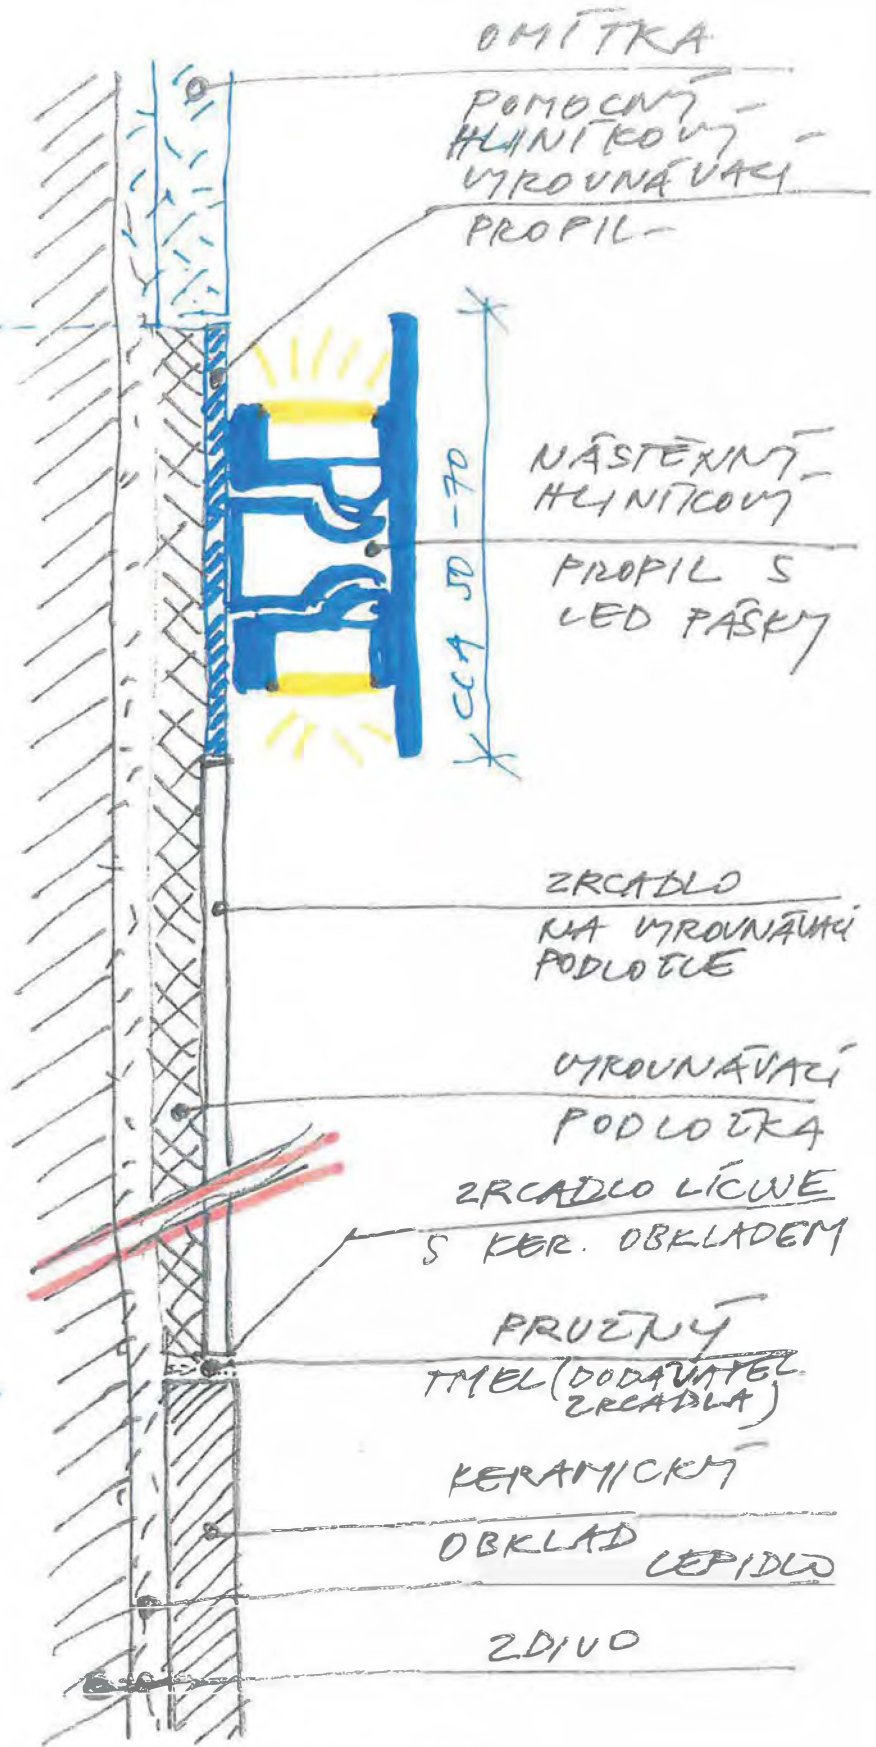 OMÍTKA
POMOCNÝ
HLINÍKOVÝ
VYROVNÁVACÍ
PROFIL
NÁSTĚNNÝ
HLINÍKOVÝ
PROFIL S
LED PÁSKY
CCA 50-70
ZRCADLO
NA VYROVNÁVACÍ
PODLOŽCE
VYROVNÁVACÍ
PODLOŽKA
ZRCADLO LÍCUJE
S KER. OBKLADEM
PRUŽNÝ
TMEL (DODAVATEL
ZRCADLA)
KERAMICKÝ
OBKLAD
LEPIDLO
ZDIVO